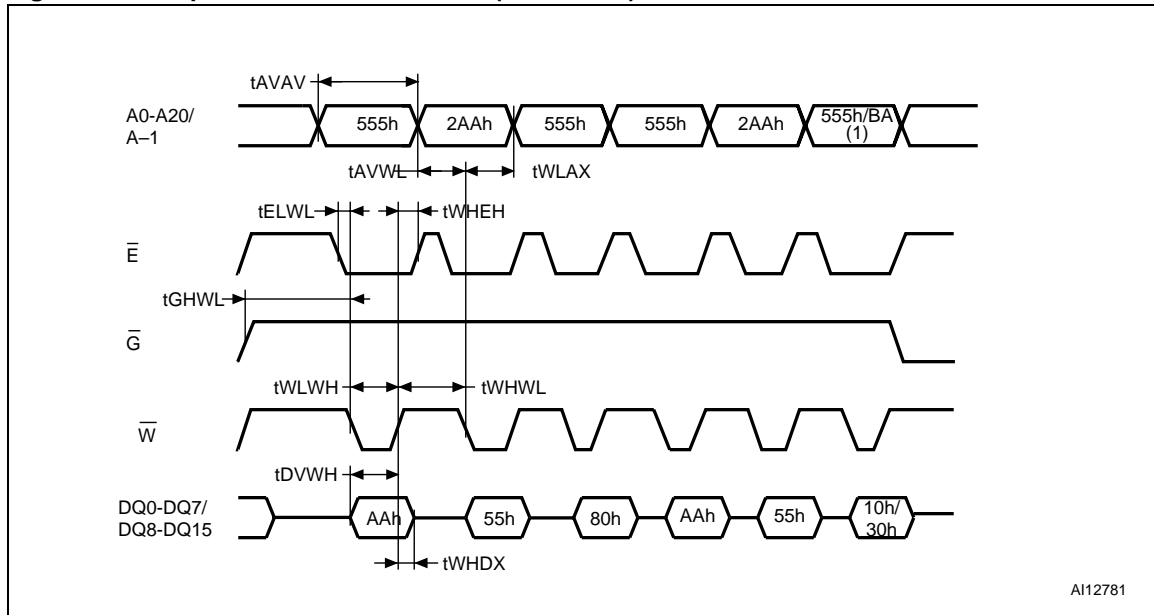 tAVAV
A0-A20/
A–1
555h
2AAh
555h
555h
2AAh
555h/BA
(1)
tAVWL
tWLAX
tELWL
tWHEH
E
tGHWL
G
tWLWH
tWHWL
W
tDVWH
DQ0-DQ7/
DQ8-DQ15
AAh
55h
80h
AAh
55h
10h/
30h
tWHDX
AI12781